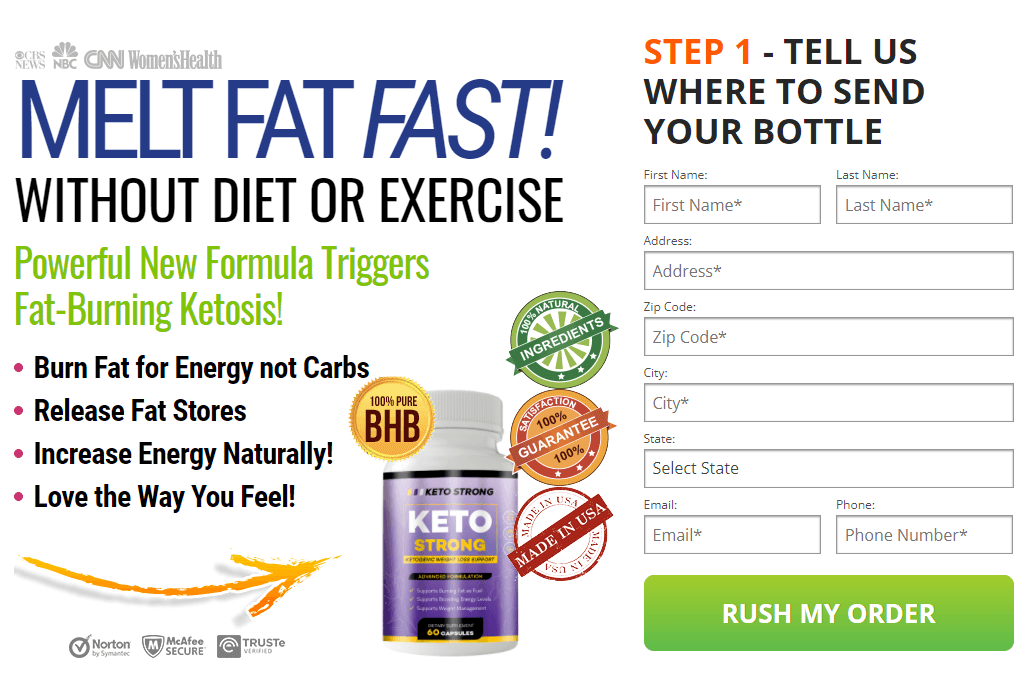 CBS NEWS NBC CNN Women'sHealth
MELT FAT FAST!
WITHOUT DIET OR EXERCISE
Powerful New Formula Triggers
Fat-Burning Ketosis!
• Burn Fat for Energy not Carbs
• Release Fat Stores
• Increase Energy Naturally!
• Love the Way You Feel!
100% PURE
BHB
KETO STRONG
KETO
STRONG
KETOGENIC WEIGHT LOSS SUPPORT
ADVANCED FORMULATION
✓ Supports Burning Fat as Fuel
✓ Supports Boosting Energy Levels
✓ Supports Weight Management
DIETARY SUPPLEMENT
60 CAPSULES
100% NATURAL
INGREDIENTS
SATISFACTION
100%
GUARANTEE
100%
MADE IN USA
MADE IN USA
MADE IN USA
Norton
by Symantec
McAfee
SECURE
TRUSTe
VERIFIED
STEP 1 - TELL US
WHERE TO SEND
YOUR BOTTLE
First Name: Last Name:
First Name* Last Name*
Address:
Address*
Zip Code:
Zip Code*
City:
City*
State:
Select State
Email: Phone:
Email* Phone Number*
RUSH MY ORDER